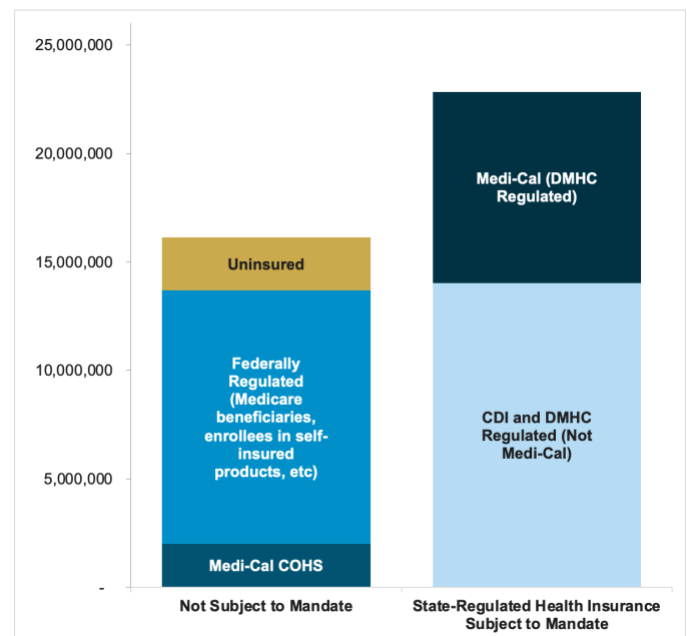 25,000,000
20,000,000
15,000,000
10,000,000
5,000,000
-
Uninsured
Federally
Regulated
(Medicare
beneficiaries,
enrollees in self-
insured
products, etc)
Medi-Cal COHS
Medi-Cal (DMHC
Regulated)
CDI and DMHC
Regulated (Not
Medi-Cal)
Not Subject to Mandate
State-Regulated Health Insurance
Subject to Mandate